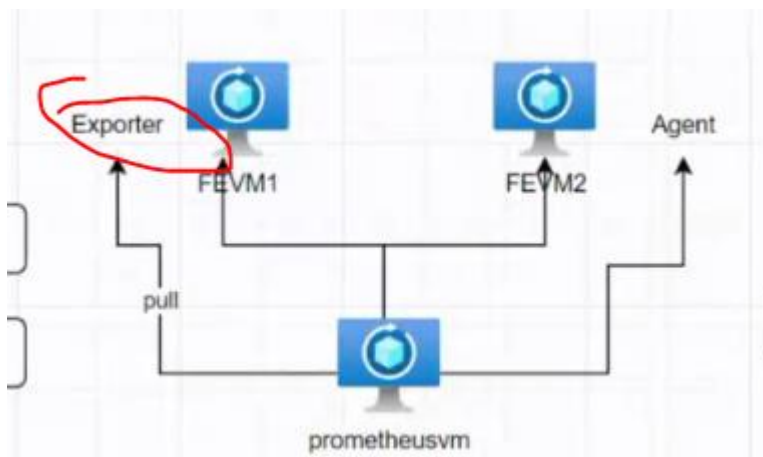 Exporter
Agent
FEVM1
FEVM2
pull
prometheusvm